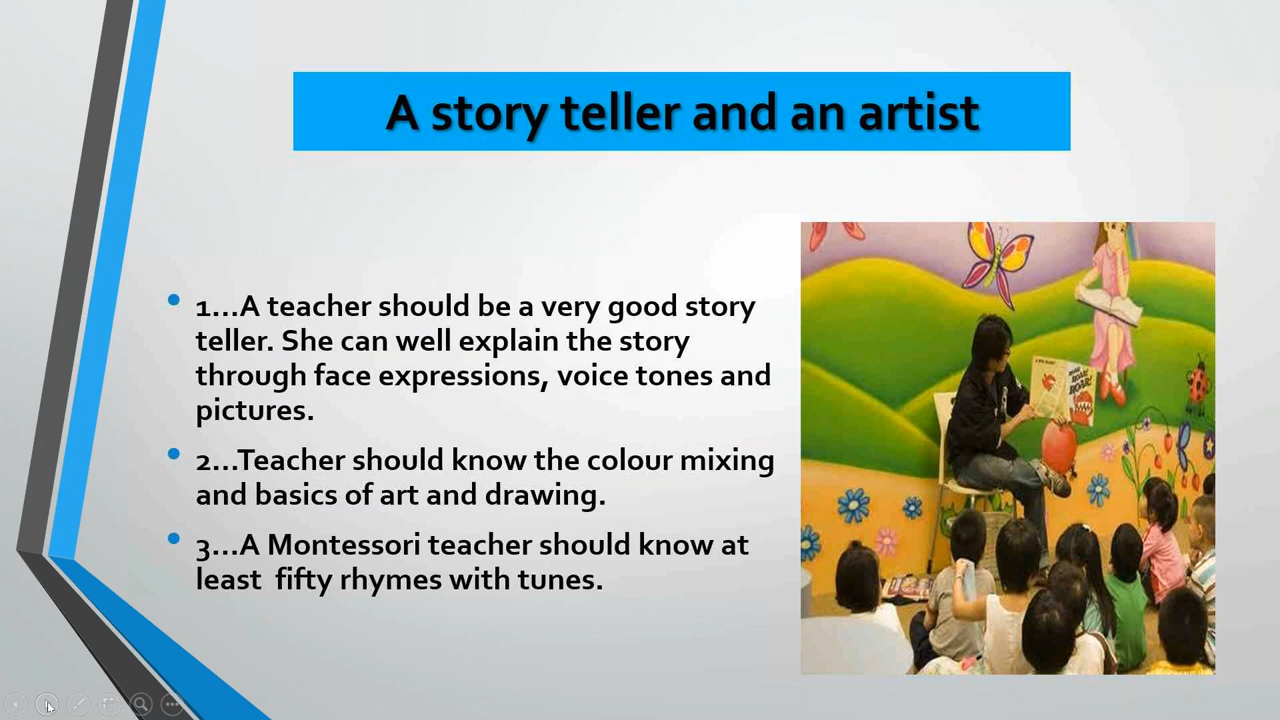 A story teller and an artist
1...A teacher should be a very good story
teller. She can well explain the story
through face expressions, voice tones and
pictures.
2...Teacher should know the colour mixing
and basics of art and drawing.
3...A Montessori teacher should know at
least  fifty rhymes with tunes.